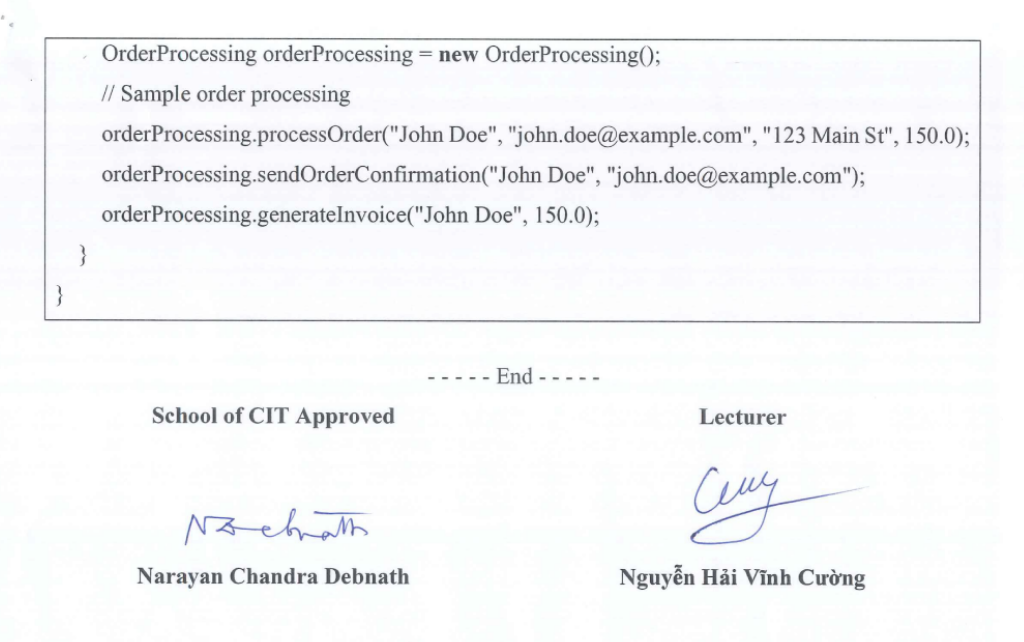 OrderProcessing orderProcessing = new OrderProcessing();
// Sample order processing
orderProcessing.processOrder("John Doe", "john.doe@example.com", "123 Main St", 150.0);
orderProcessing.sendOrderConfirmation("John Doe", "john.doe@example.com");
orderProcessing.generateInvoice("John Doe", 150.0);
}
}
- - - - - End - - - - -
School of CIT Approved
Lecturer
NDebnath
Narayan Chandra Debnath
Nguyễn Hải Vĩnh Cường